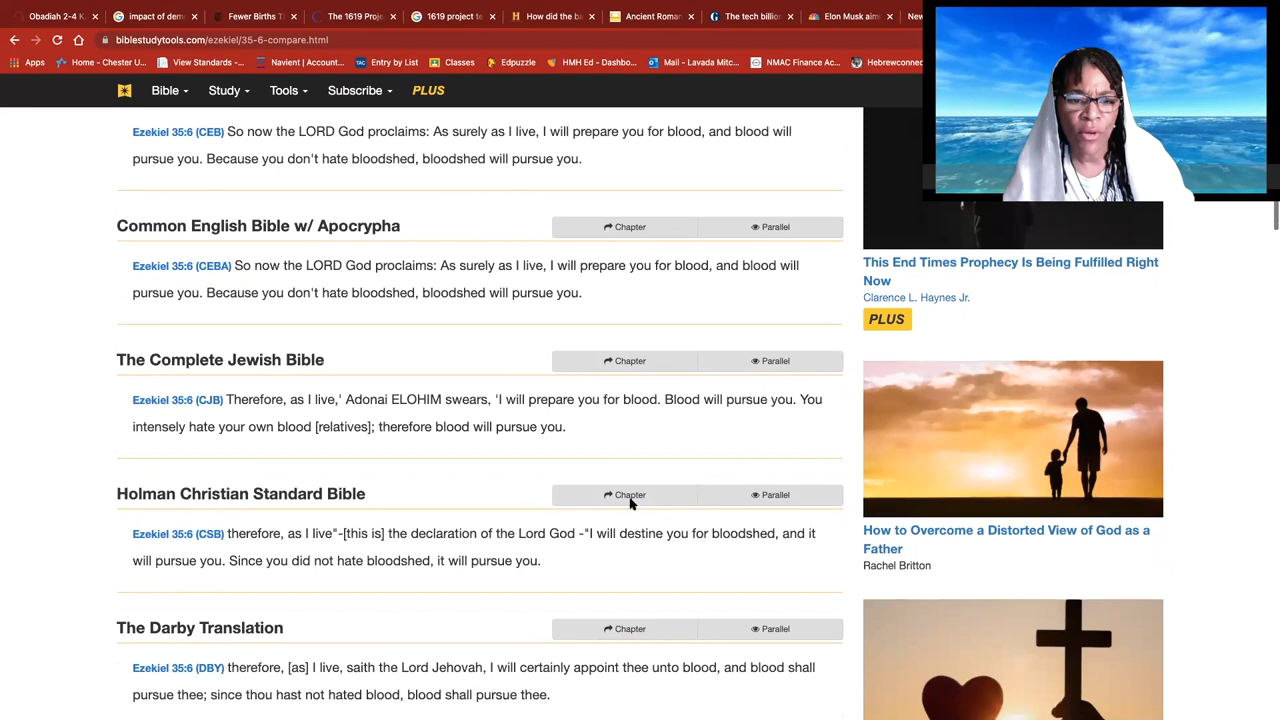 Obadiah 2-4 K
impact of dem
Fewer Births T
The 1619 Proj
1619 project te
How did the ba
Ancient Roman
The tech billion
Elon Musk aim
New
biblestudytools.com/ezekiel/35-6-compare.html
Apps
Home - Chester U...
View Standards -...
Navient | Account...
TAC
Entry by List
Classes
Edpuzzle
HMH Ed - Dashbo...
Mail - Lavada Mitc...
NMAC Finance Ac...
Hebrewconnec
Bible
Study
Tools
Subscribe
PLUS
Ezekiel 35:6 (CEB) So now the LORD God proclaims: As surely as I live, I will prepare you for blood, and blood will
pursue you. Because you don't hate bloodshed, bloodshed will pursue you.
Common English Bible w/ Apocrypha
Chapter
Parallel
Ezekiel 35:6 (CEBA) So now the LORD God proclaims: As surely as I live, I will prepare you for blood, and blood will
pursue you. Because you don't hate bloodshed, bloodshed will pursue you.
The Complete Jewish Bible
Chapter
Parallel
Ezekiel 35:6 (CJB) Therefore, as I live,' Adonai ELOHIM swears, 'I will prepare you for blood. Blood will pursue you. You
intensely hate your own blood [relatives]; therefore blood will pursue you.
Holman Christian Standard Bible
Chapter
Parallel
Ezekiel 35:6 (CSB) therefore, as I live"-[this is] the declaration of the Lord God -"I will destine you for bloodshed, and it
will pursue you. Since you did not hate bloodshed, it will pursue you.
The Darby Translation
Chapter
Parallel
Ezekiel 35:6 (DBY) therefore, [as] I live, saith the Lord Jehovah, I will certainly appoint thee unto blood, and blood shall
pursue thee; since thou hast not hated blood, blood shall pursue thee.
This End Times Prophecy Is Being Fulfilled Right
Now
Clarence L. Haynes Jr.
PLUS
How to Overcome a Distorted View of God as a
Father
Rachel Britton